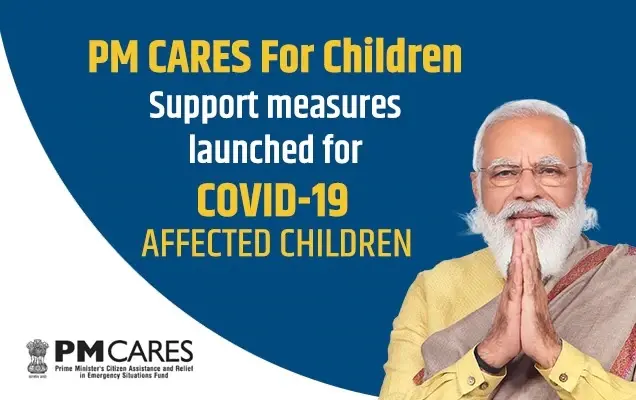 PM CARES For Children
Support measures
launched for
COVID-19
AFFECTED CHILDREN
PMCARES
Prime Minister's Citizen Assistance and Relief
in Emergency Situations Fund